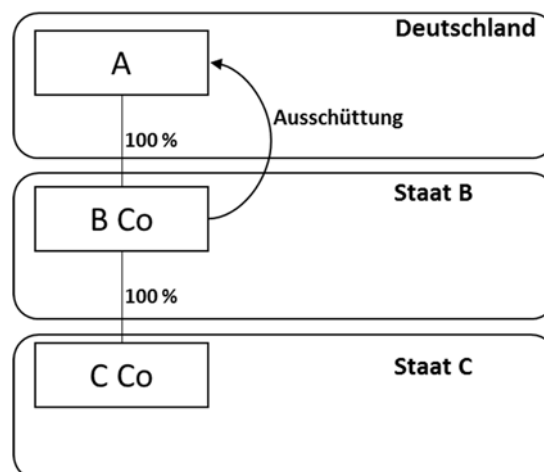 Deutschland
A
Ausschüttung
100 %
Staat B
B Co
100 %
Staat C
C Co